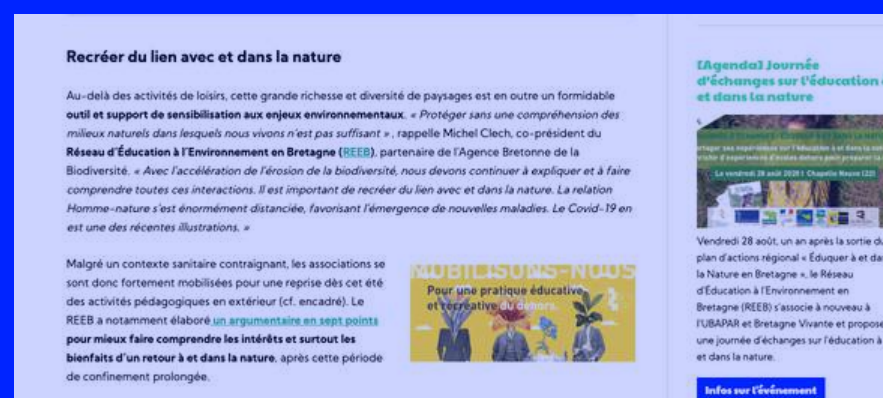 Recréer du lien avec et dans la nature
Au-delà des activités de loisirs, cette grande richesse et diversité de paysages est en outre un formidable
outil et support de sensibilisation aux enjeux environnementaux. « Protéger sans une compréhension des
milieux naturels dans lesquels nous vivons n'est pas suffisant », rappelle Michel Clech, co-président du
Réseau d'Éducation à l'Environnement en Bretagne (REEB), partenaire de l'Agence Bretonne de la
Biodiversité. « Avec l'accélération de l'érosion de la biodiversité, nous devons continuer à expliquer et à faire
comprendre toutes ces interactions. Il est important de recréer du lien avec et dans la nature. La relation
Homme-nature s'est énormément distanciée, favorisant l'émergence de nouvelles maladies. Le Covid-19 en
est une des récentes illustrations. »
Malgré un contexte sanitaire contraignant, les associations se
sont donc fortement mobilisées pour une reprise dès cet été
des activités pédagogiques en extérieur (cf. encadré). Le
REEB a notamment élaboré un argumentaire en sept points
pour mieux faire comprendre les intérêts et surtout les
bienfaits d'un retour à et dans la nature, après cette période
de confinement prolongée.
MOBILISONS-NOUS
Pour une pratique éducative
et récréative du dehors.
[Agenda] Journée
d'échanges sur l'éducation
et dans la nature
Le vendredi 28 août 2020 | Chapelle Neuve (22)
Vendredi 28 août, un an après la sortie du
plan d'actions régional « Éduquer à et dans
la Nature en Bretagne », le Réseau
d'Éducation à l'Environnement en
Bretagne (REEB) s'associe à nouveau à
l'UBAPAR et Bretagne Vivante et propose
une journée d'échanges sur l'éducation à
et dans la nature.
Infos sur l'événement